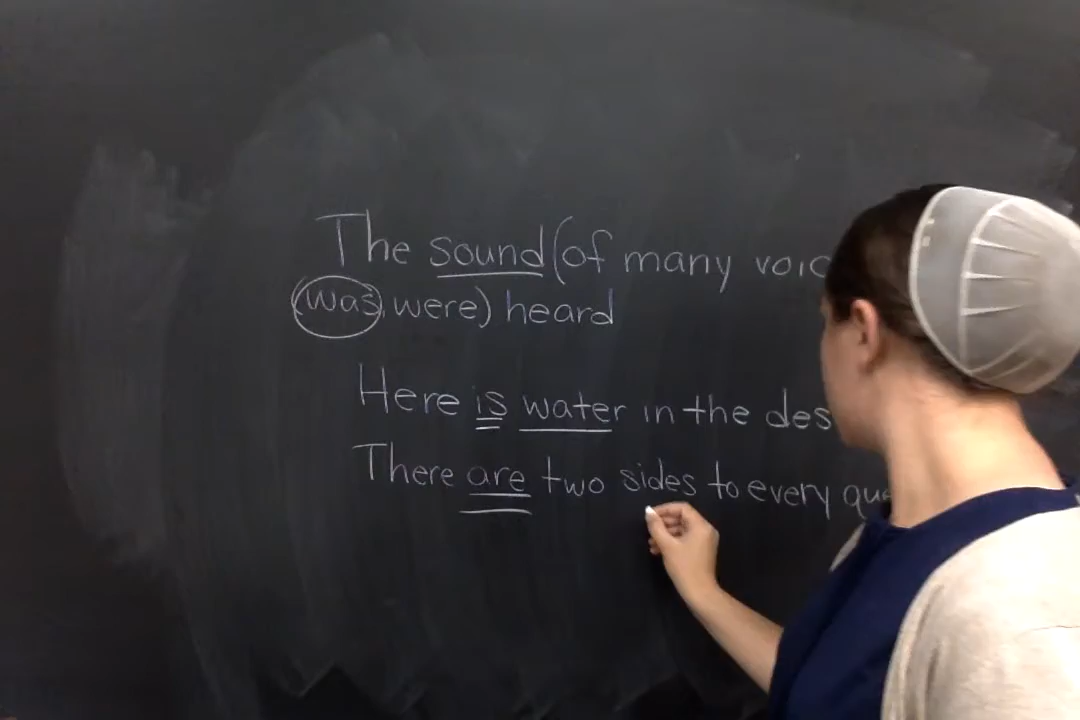 The sound (of many voic
(was, were) heard
Here is water in the des
There are two sides to every que